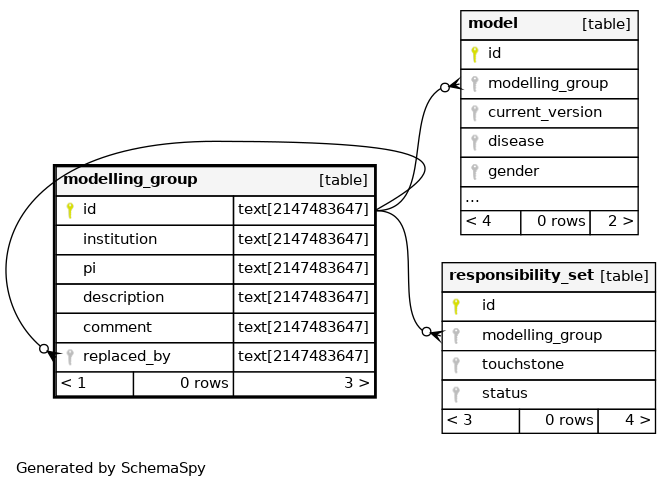 model [table]
id
modelling_group
current_version
disease
gender
...
< 4 0 rows 2 >
modelling_group [table]
id text[2147483647]
institution text[2147483647]
pi text[2147483647]
description text[2147483647]
comment text[2147483647]
replaced_by text[2147483647]
< 1 0 rows 3 >
responsibility_set [table]
id
modelling_group
touchstone
status
< 3 0 rows 4 >
Generated by SchemaSpy